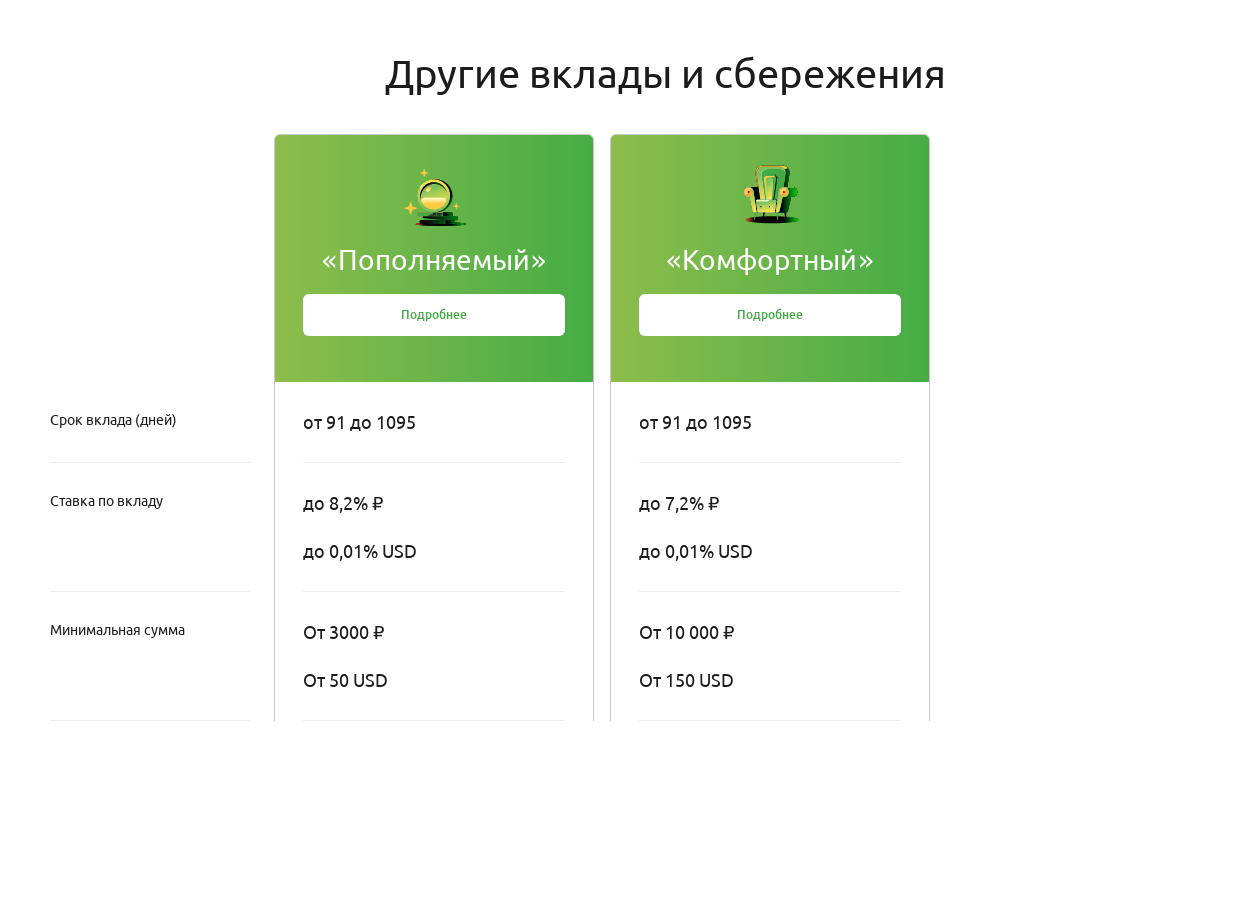 Другие вклады и сбережения
«Пополняемый»
«Комфортный»
Подробнее
Подробнее
Срок вклада (дней)
от 91 до 1095
от 91 до 1095
Ставка по вкладу
до 8,2% ₽
до 7,2% ₽
до 0,01% USD
до 0,01% USD
Минимальная сумма
От 3000 ₽
От 10 000 ₽
От 50 USD
От 150 USD